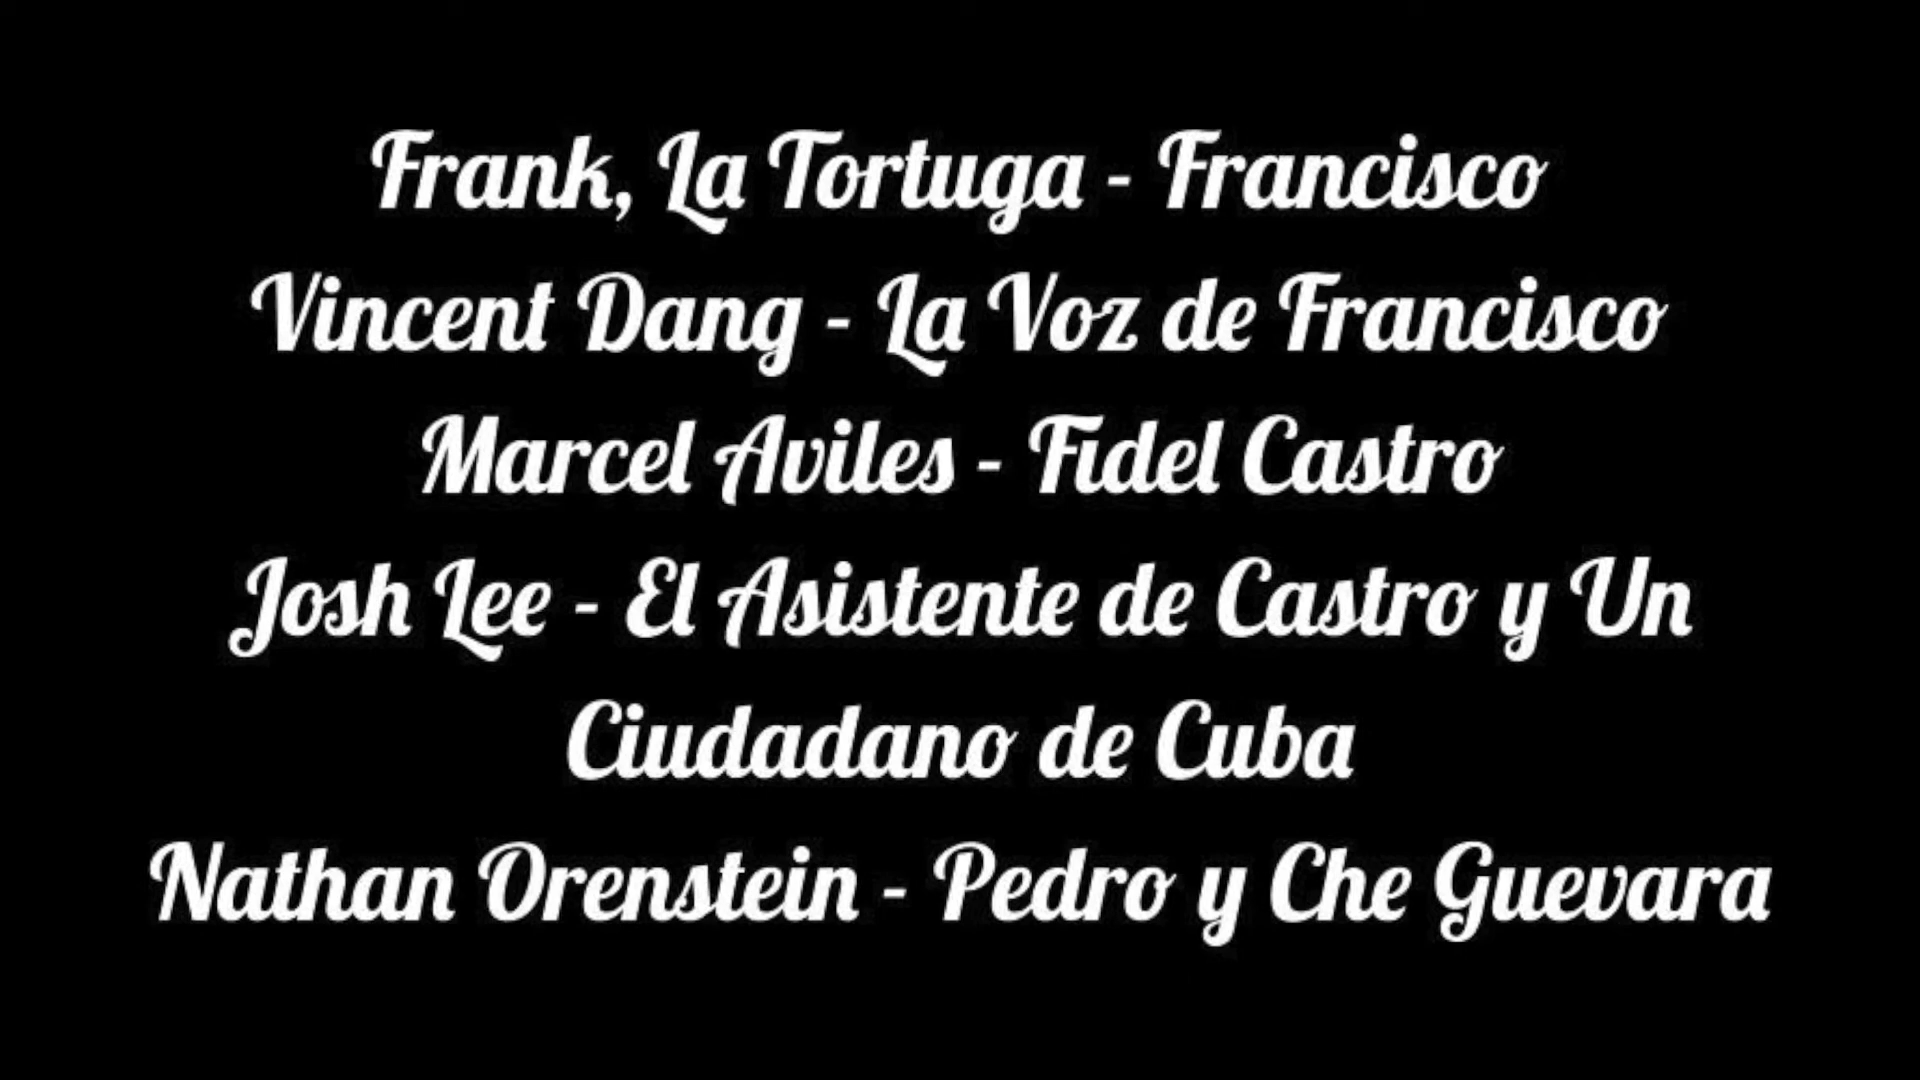 Frank, La Tortuga - Francisco
Vincent Dang - La Voz de Francisco
Marcel Aviles - Fidel Castro
Josh Lee - El Asistente de Castro y Un
Ciudadano de Cuba
Nathan Orenstein - Pedro y Che Guevara